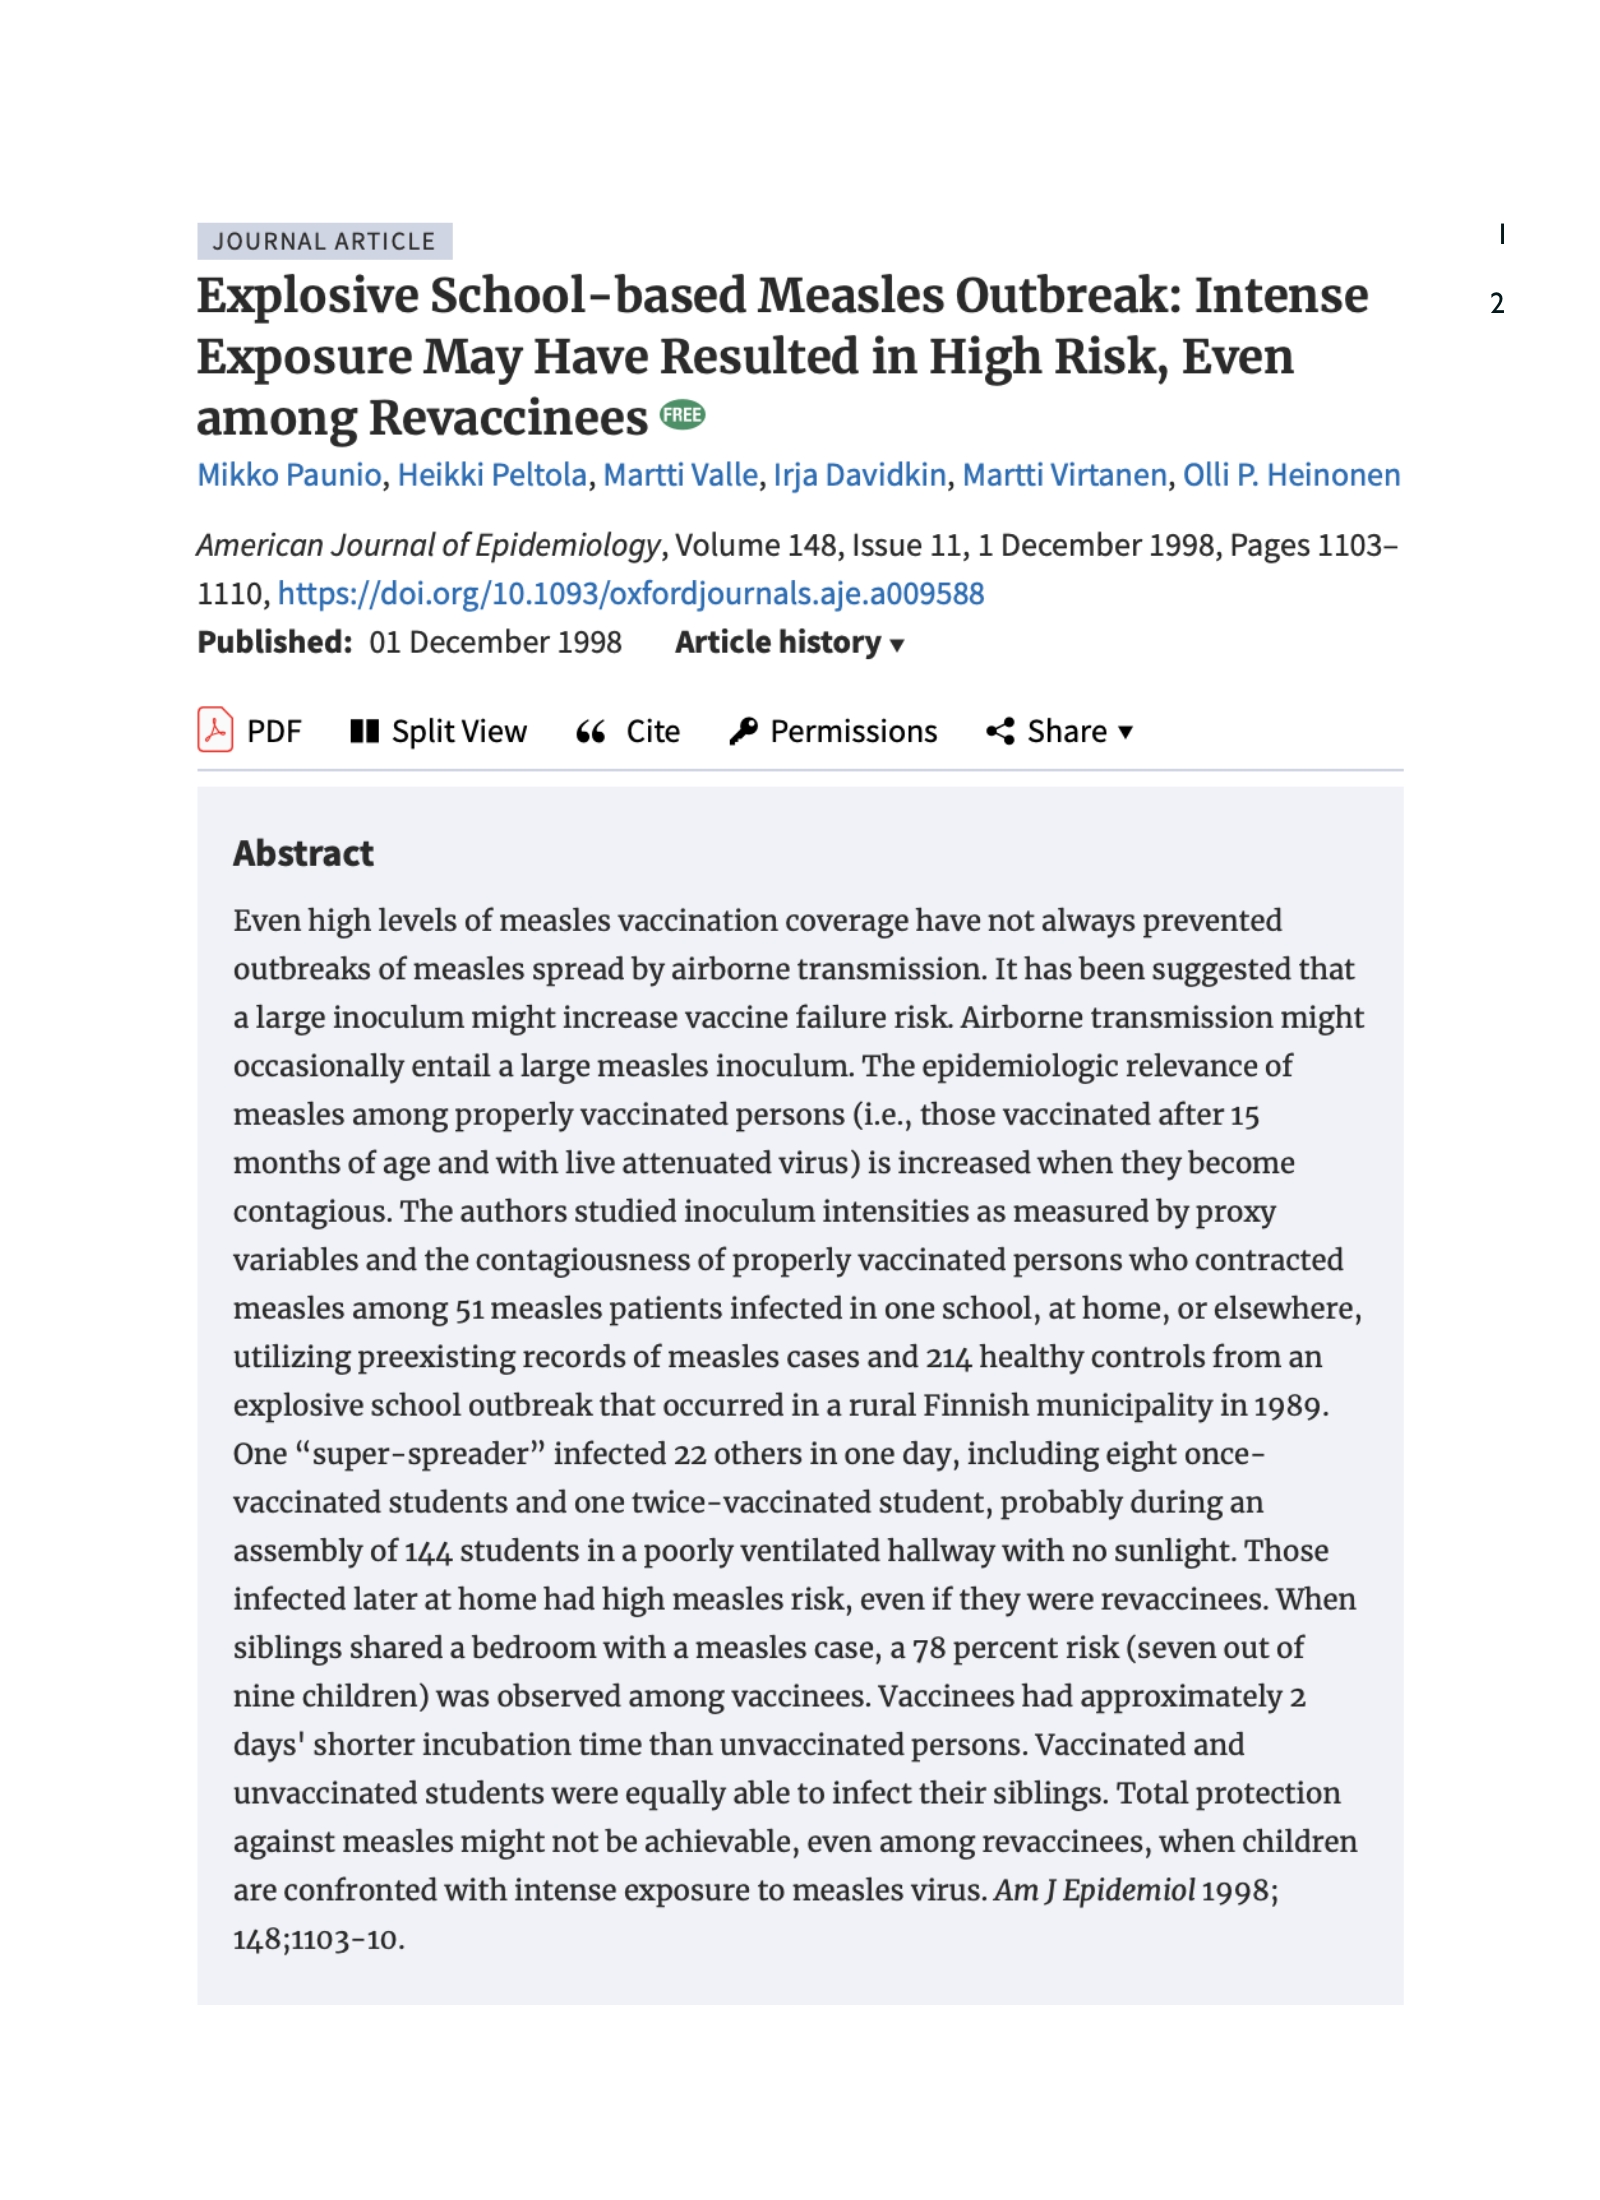 JOURNAL ARTICLE
Explosive School-based Measles Outbreak: Intense
Exposure May Have Resulted in High Risk, Even
among Revaccinees FREE
Mikko Paunio, Heikki Peltola, Martti Valle, Irja Davidkin, Martti Virtanen, Olli P. Heinonen
American Journal of Epidemiology, Volume 148, Issue 11, 1 December 1998, Pages 1103–
1110, https://doi.org/10.1093/oxfordjournals.aje.a009588
Published: 01 December 1998 Article history ▼
PDF Split View Cite Permissions Share ▼
Abstract
Even high levels of measles vaccination coverage have not always prevented
outbreaks of measles spread by airborne transmission. It has been suggested that
a large inoculum might increase vaccine failure risk. Airborne transmission might
occasionally entail a large measles inoculum. The epidemiologic relevance of
measles among properly vaccinated persons (i.e., those vaccinated after 15
months of age and with live attenuated virus) is increased when they become
contagious. The authors studied inoculum intensities as measured by proxy
variables and the contagiousness of properly vaccinated persons who contracted
measles among 51 measles patients infected in one school, at home, or elsewhere,
utilizing preexisting records of measles cases and 214 healthy controls from an
explosive school outbreak that occurred in a rural Finnish municipality in 1989.
One “super-spreader” infected 22 others in one day, including eight once-
vaccinated students and one twice-vaccinated student, probably during an
assembly of 144 students in a poorly ventilated hallway with no sunlight. Those
infected later at home had high measles risk, even if they were revaccinees. When
siblings shared a bedroom with a measles case, a 78 percent risk (seven out of
nine children) was observed among vaccinees. Vaccinees had approximately 2
days' shorter incubation time than unvaccinated persons. Vaccinated and
unvaccinated students were equally able to infect their siblings. Total protection
against measles might not be achievable, even among revaccinees, when children
are confronted with intense exposure to measles virus. Am J Epidemiol 1998;
148;1103-10.
1
2